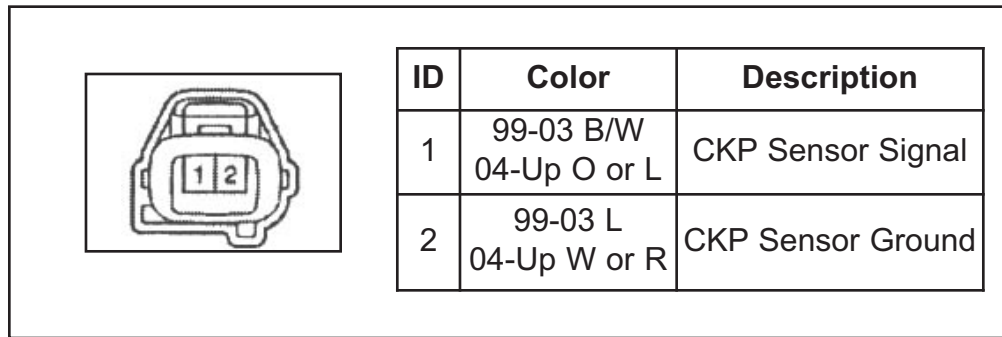 1 2
ID Color Description
1 99-03 B/W CKP Sensor Signal
04-Up O or L
2 99-03 L CKP Sensor Ground
04-Up W or R